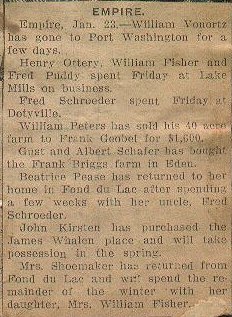 EMPIRE.
Empire, Jan. 23.—William Vonortz
has gone to Port Washington for a
few days.
Henry Ottery, William Fisher and
Fred Puddy spent Friday at Lake
Mills on business.
Fred Schroeder spent Friday at
Dotyville.
William Peters has sold his 40 acre
farm to Frank Goebel for $1,600.
Gust and Albert Schafer has bought
the Frank Briggs farm in Eden.
Beatrice Pease has returned to her
home in Fond du Lac after spending
a few weeks with her uncle, Fred
Schroeder.
John Kirsten has purchased the
James Whalen place and will take
possession in the spring.
Mrs. Shoemaker has returned from
Fond du Lac and will spend the re-
mainder of the winter with her
daughter, Mrs. William Fisher.